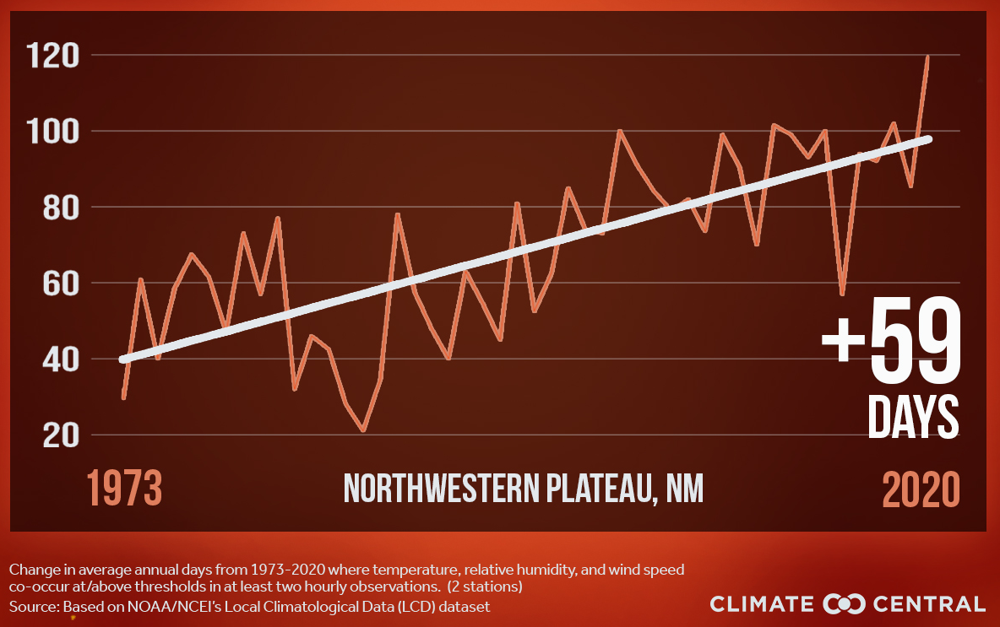 120
100
80
60
40
20
+59
DAYS
1973
NORTHWESTERN PLATEAU, NM
2020
Change in average annual days from 1973-2020 where temperature, relative humidity, and wind speed
co-occur at/above thresholds in at least two hourly observations.  (2 stations)
Source: Based on NOAA/NCEI's Local Climatological Data (LCD) dataset
CLIMATE CENTRAL